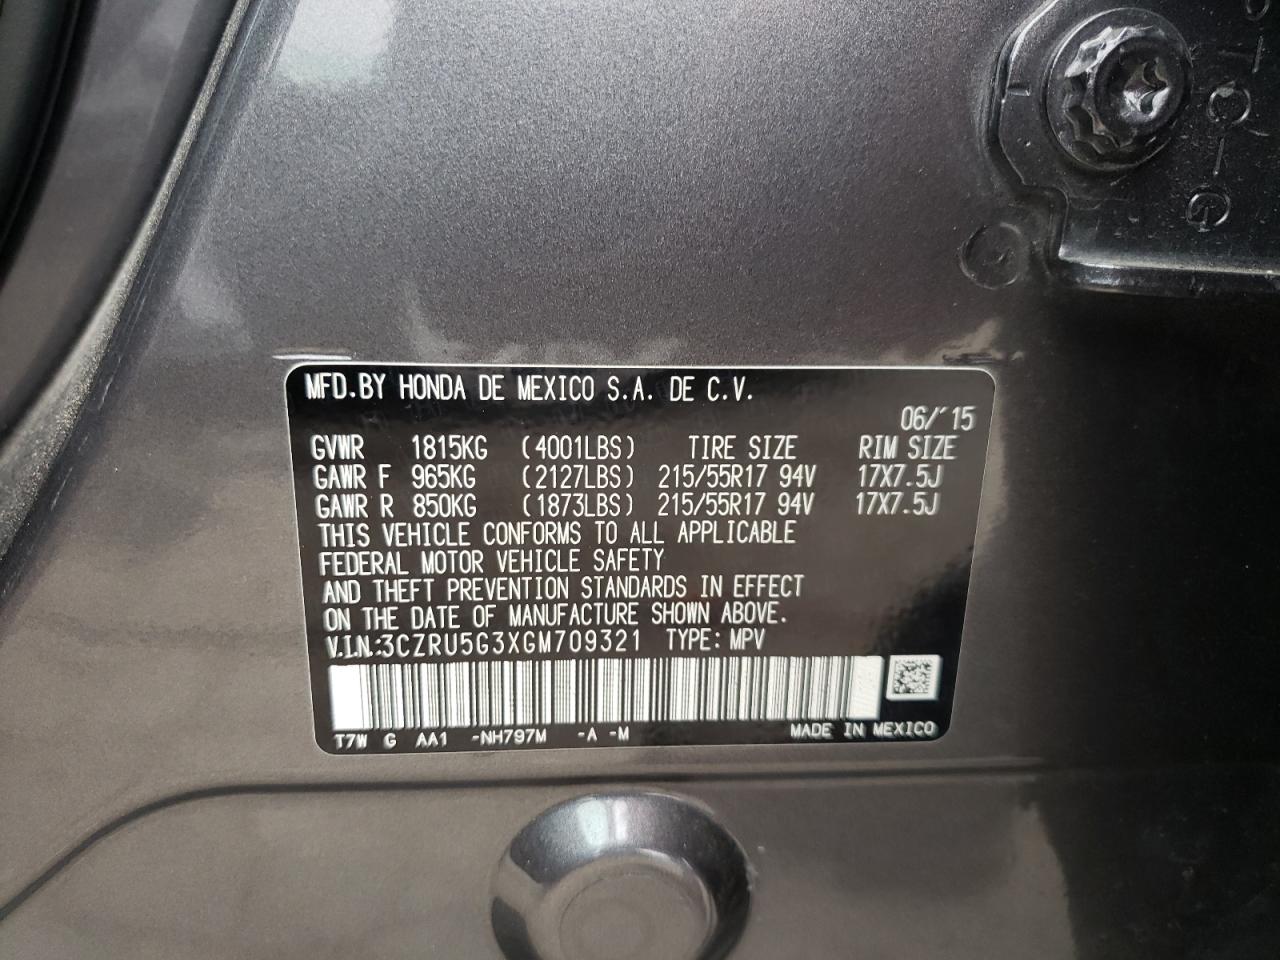 MFD.BY HONDA DE MEXICO S.A. DE C.V.
06/´15
GVWR 1815KG (4001LBS) TIRE SIZE RIM SIZE
GAWR F 965KG (2127LBS) 215/55R17 94V 17X7.5J
GAWR R 850KG (1873LBS) 215/55R17 94V 17X7.5J
THIS VEHICLE CONFORMS TO ALL APPLICABLE
FEDERAL MOTOR VEHICLE SAFETY
AND THEFT PREVENTION STANDARDS IN EFFECT
ON THE DATE OF MANUFACTURE SHOWN ABOVE.
V.I.N.:3CZRU5G3XGM709321 TYPE: MPV
T7W G AA1 -NH797M -A -M MADE IN MEXICO